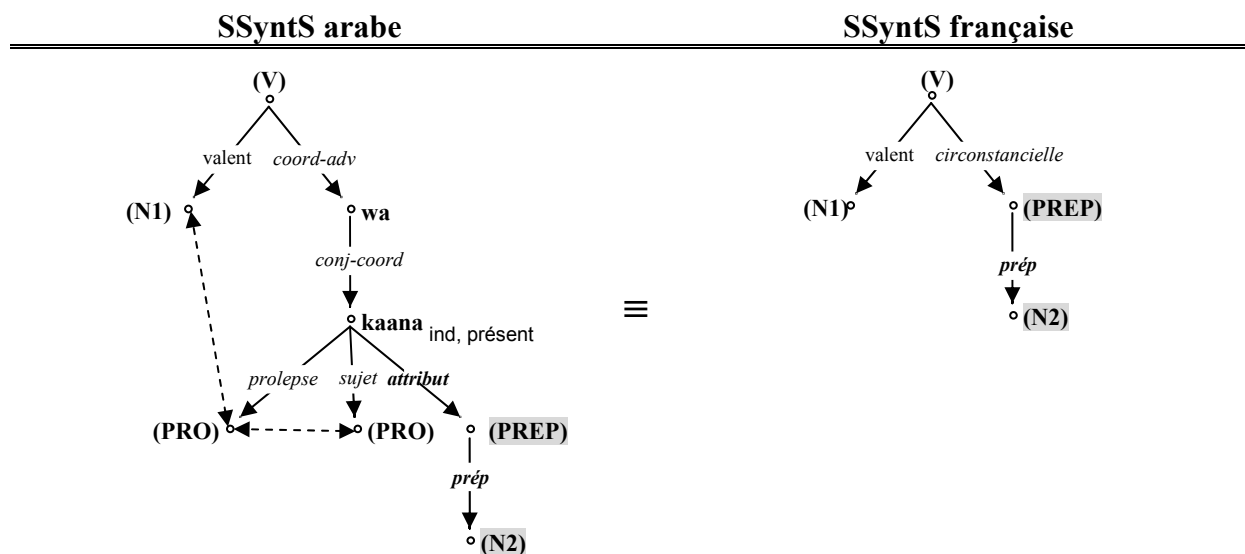 SSyntS arabe SSyntS française
(V) (V)
valent coord-adv valent circonstancielle
(N1) wa (N1) (PREP)
conj-coord prép
≡ (N2)
kaana ind, présent
prolepse sujet attribut
(PRO) (PRO) (PREP)
prép
(N2)